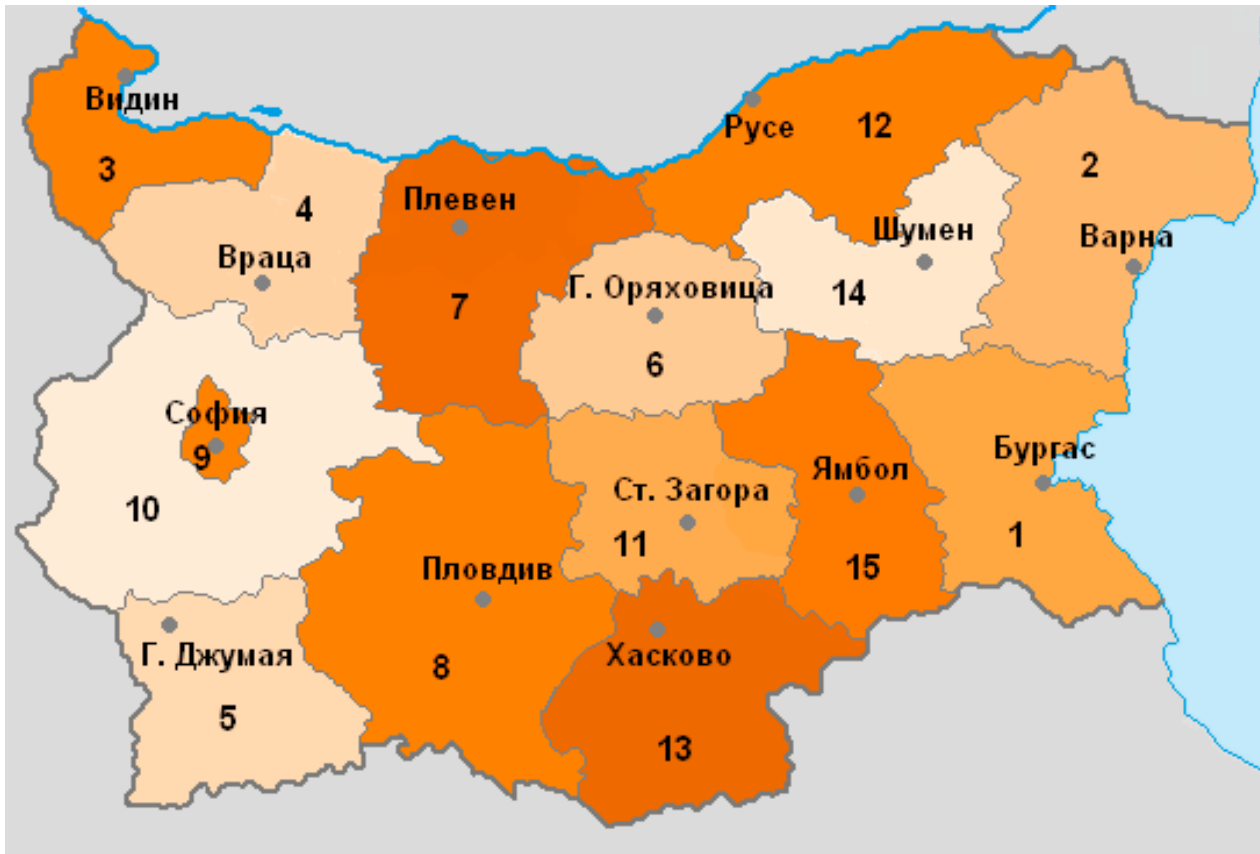 Видин
3
Русе
12
2
4
Плевен
Враца
Шумен
Варна
Г. Оряховица
7
14
6
София
9
Бургас
Ямбол
Ст. Загора
10
11
1
15
Пловдив
Г. Джумая
Хасково
8
5
13